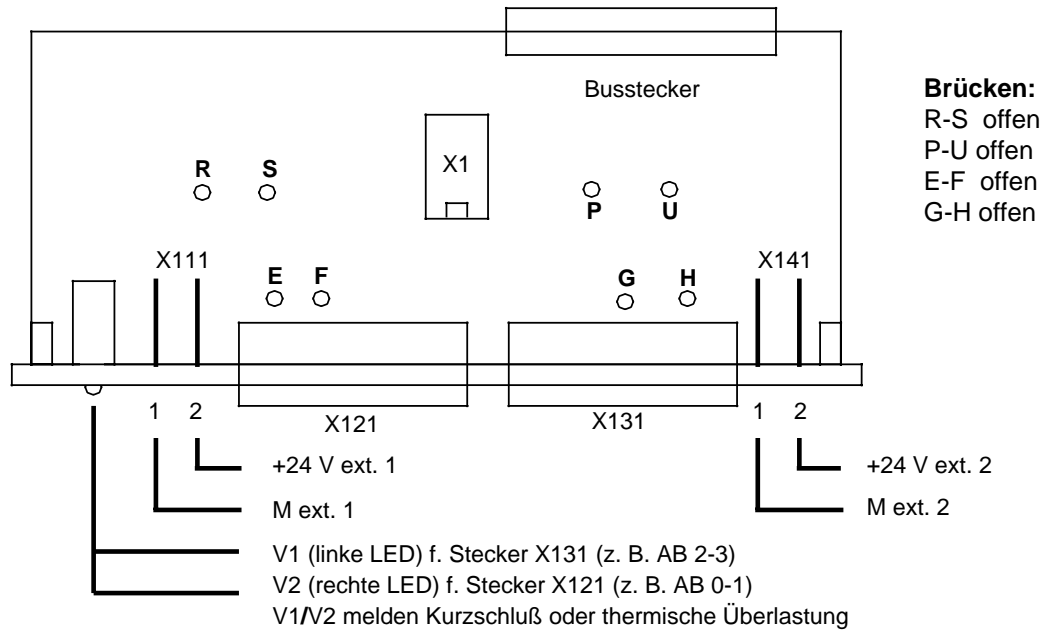 Busstecker
Brücken:
R-S offen
P-U offen
E-F offen
G-H offen
X1
R S
P U
X111
X141
E F
G H
1 2
X121
X131
1 2
+24 V ext. 1
+24 V ext. 2
M ext. 1
M ext. 2
V1 (linke LED) f. Stecker X131 (z. B. AB 2-3)
V2 (rechte LED) f. Stecker X121 (z. B. AB 0-1)
V1/V2 melden Kurzschluß oder thermische Überlastung